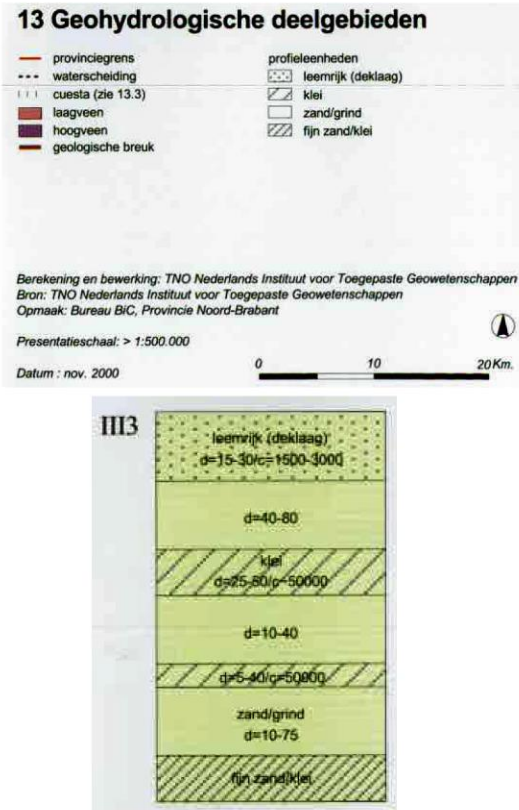 13 Geohydrologische deelgebieden
provinciegrens
waterscheiding
cuesta (zie 13.3)
laagveen
hoogveen
geologische breuk
profieleenheden
leemrijk (deklaag)
klei
zand/grind
fijn zand/klei
Berekening en bewerking: TNO Nederlands Instituut voor Toegepaste Geowetenschappen
Bron: TNO Nederlands Instituut voor Toegepaste Geowetenschappen
Opmaak: Bureau BiC, Provincie Noord-Brabant
Presentatieschaal: > 1:500.000
Datum : nov. 2000
0 10 20 Km.
III3
leemrijk (deklaag)
d=15-30/c=1500-3000
d=40-80
klei
d=25-80/c=50000
d=10-40
d=5-40/c=50000
zand/grind
d=10-75
fijn zand/klei